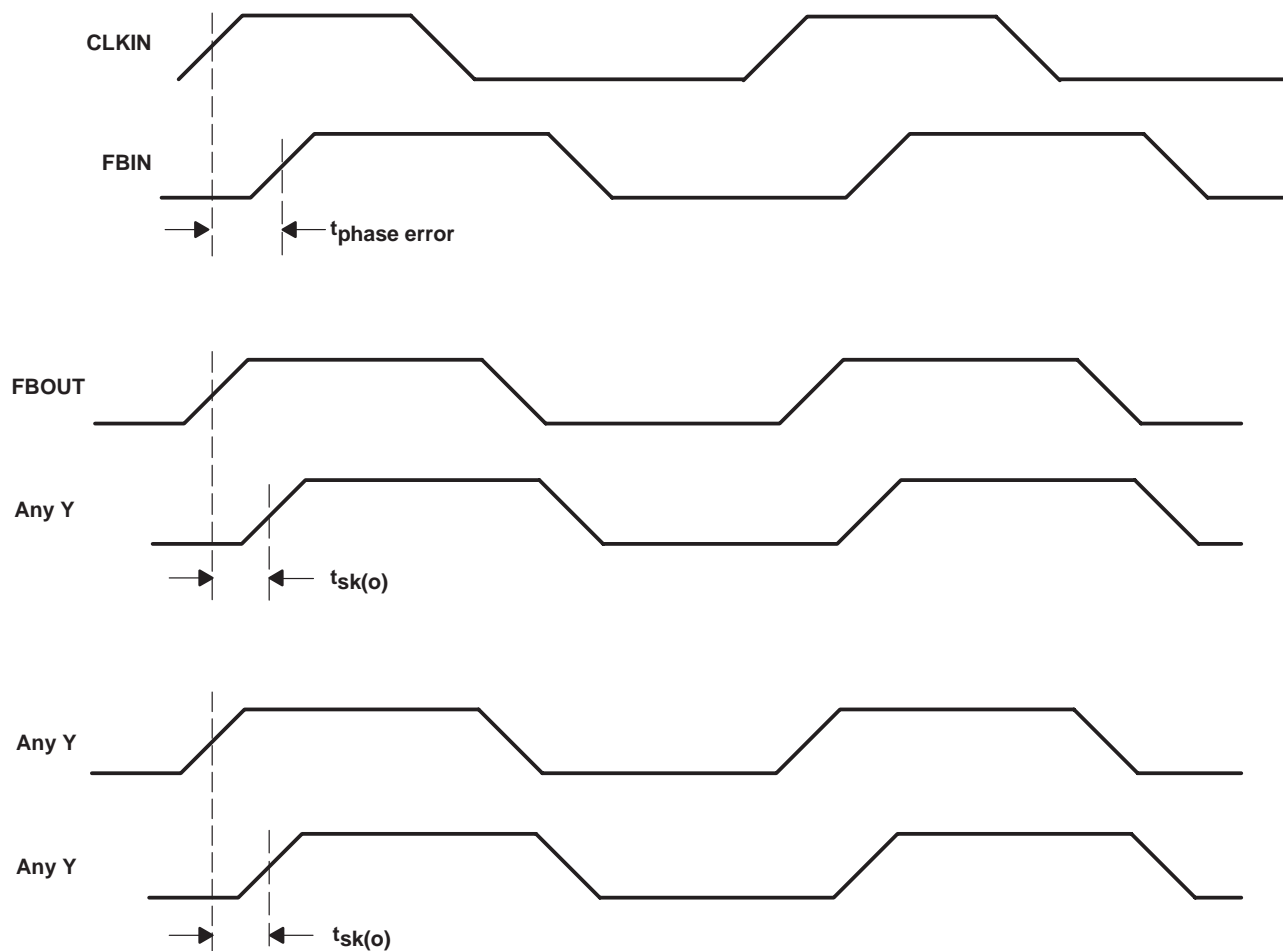 CLKIN
FBIN
tphase error
FBOUT
Any Y
tsk(o)
Any Y
Any Y
tsk(o)